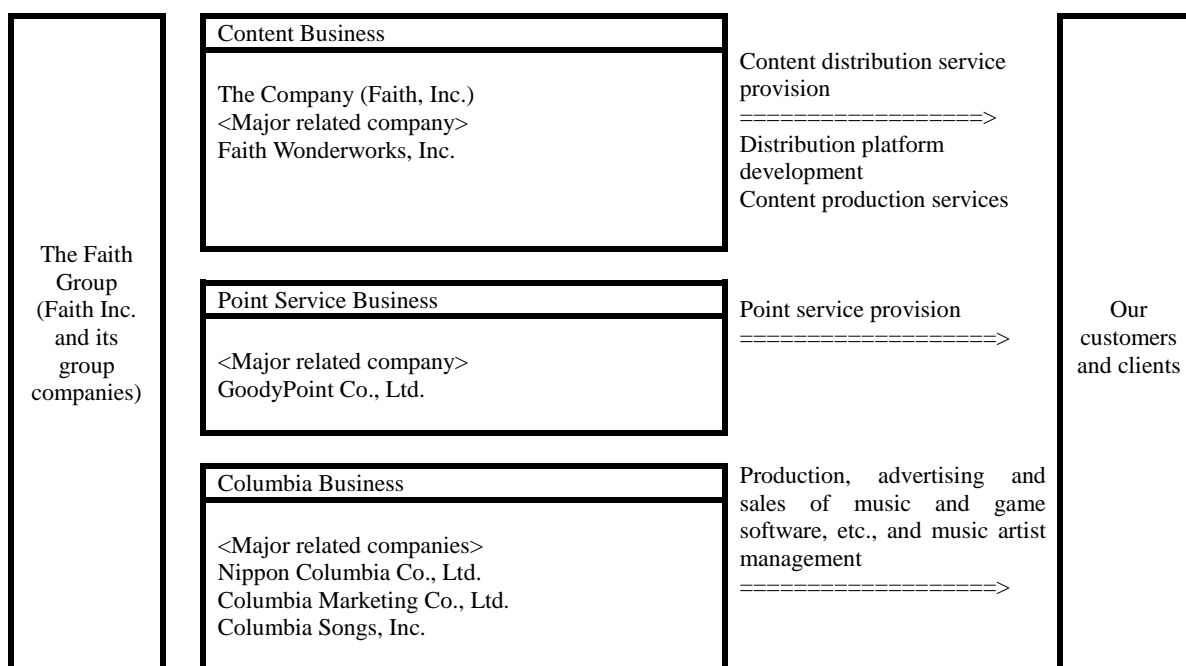 The Faith
Group
(Faith Inc.
and its
group
companies)
Content Business
The Company (Faith, Inc.)
<Major related company>
Faith Wonderworks, Inc.
Content distribution service
provision
==================>
Distribution platform
development
Content production services
Point Service Business
<Major related company>
GoodyPoint Co., Ltd.
Point service provision
===================>
Columbia Business
<Major related companies>
Nippon Columbia Co., Ltd.
Columbia Marketing Co., Ltd.
Columbia Songs, Inc.
Production, advertising and
sales of music and game
software, etc., and music artist
management
===================>
Our
customers
and clients